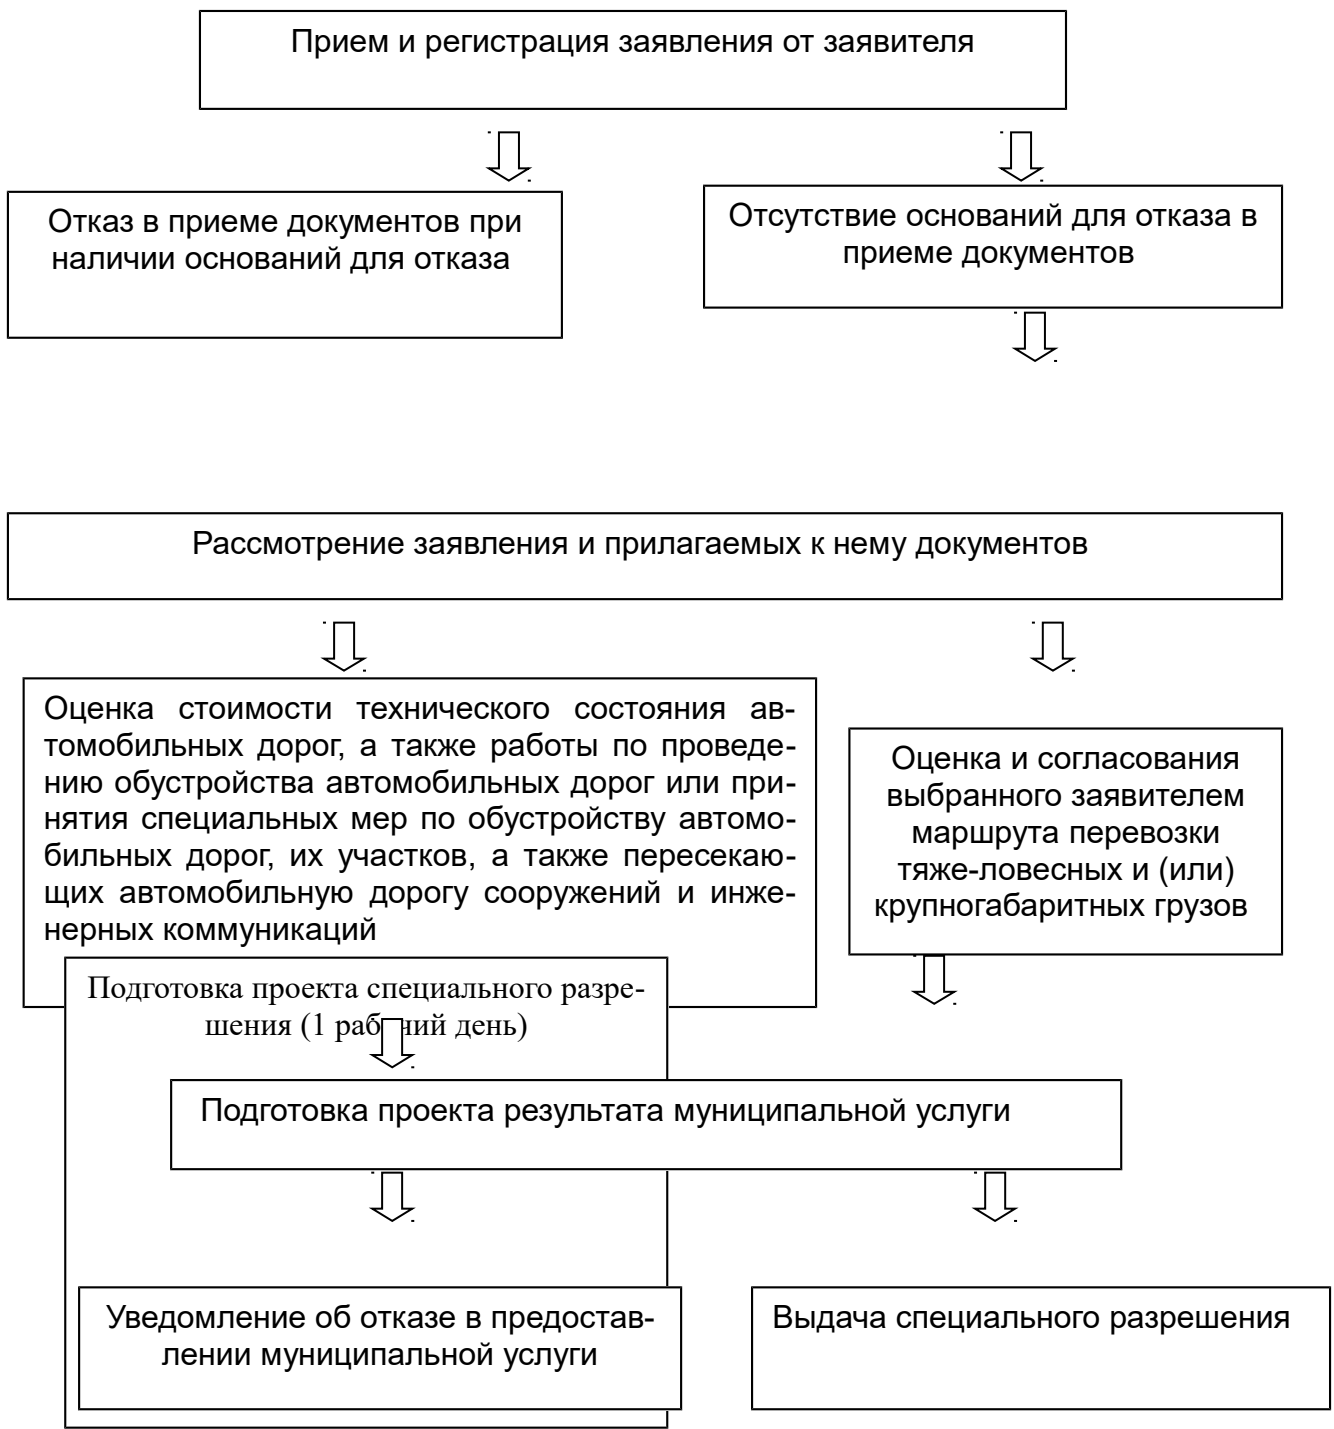 Прием и регистрация заявления от заявителя
Отказ в приеме документов при
наличии оснований для отказа
Отсутствие оснований для отказа в
приеме документов
Рассмотрение заявления и прилагаемых к нему документов
Оценка стоимости технического состояния ав-
томобильных дорог, а также работы по проведе-
нию обустройства автомобильных дорог или при-
нятия специальных мер по обустройству автомо-
бильных дорог, их участков, а также пересекаю-
щих автомобильную дорогу сооружений и инже-
нерных коммуникаций
Оценка и согласования
выбранного заявителем
маршрута перевозки
тяже-ловесных и (или)
крупногабаритных грузов
Подготовка проекта специального разре-
шения (1 рабочий день)
Подготовка проекта результата муниципальной услуги
Уведомление об отказе в предостав-
лении муниципальной услуги
Выдача специального разрешения